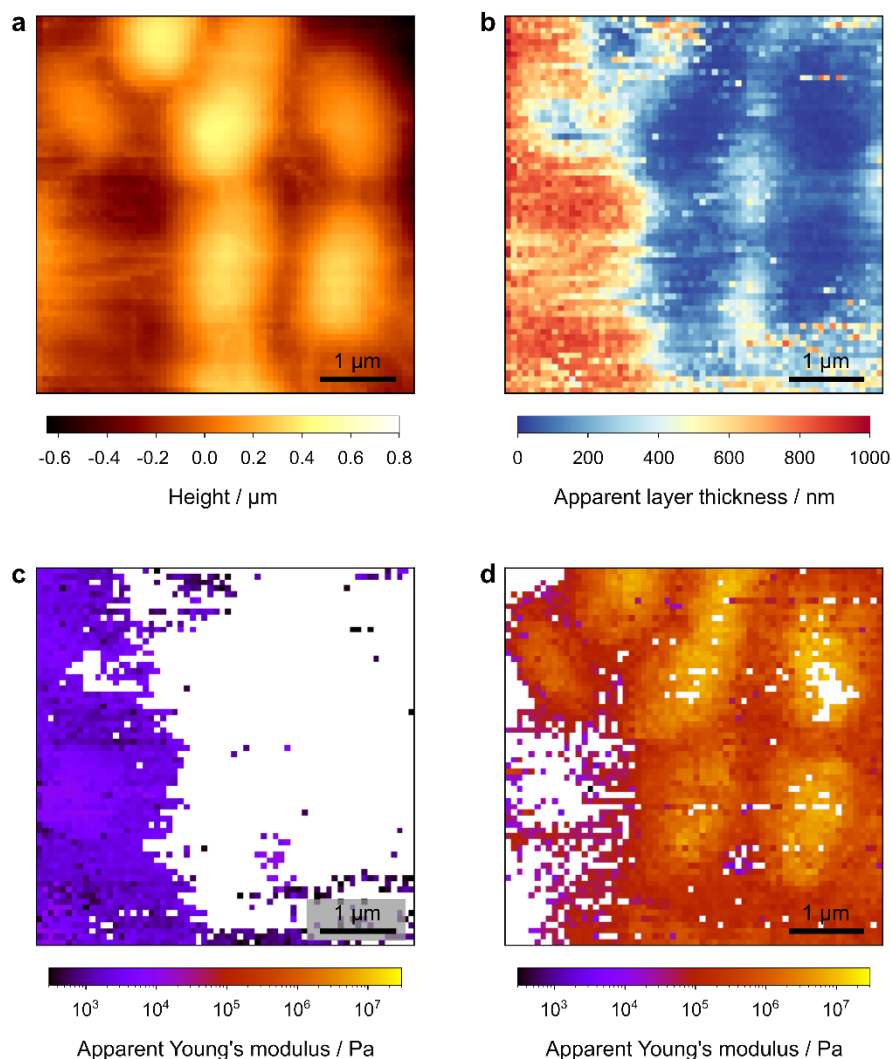 a
b
1 µm
1 µm
-0.6 -0.4 -0.2 0.0 0.2 0.4 0.6 0.8
0 200 400 600 800 1000
Height / µm
Apparent layer thickness / nm
c
d
1 µm
1 µm
10³ 10⁴ 10⁵ 10⁶ 10⁷
10³ 10⁴ 10⁵ 10⁶ 10⁷
Apparent Young's modulus / Pa
Apparent Young's modulus / Pa